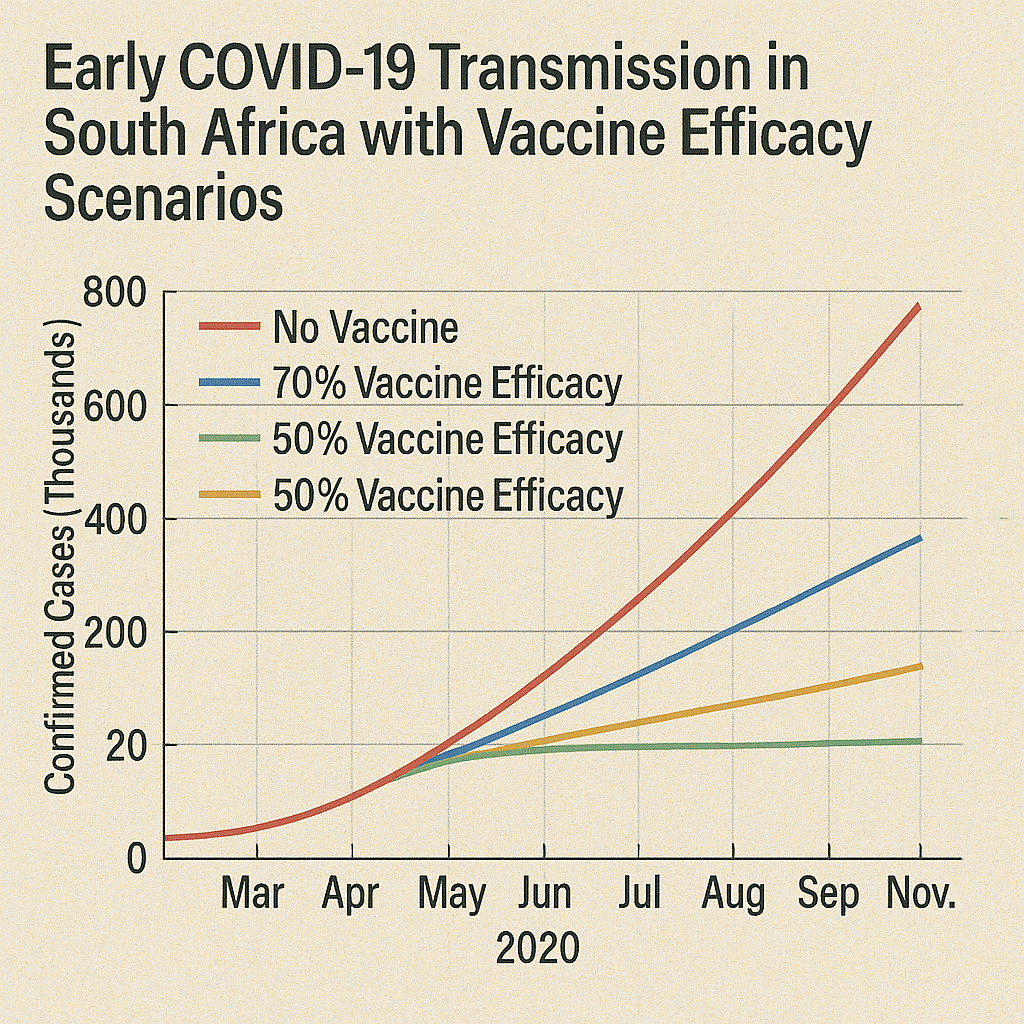 Early COVID-19 Transmission in
South Africa with Vaccine Efficacy
Scenarios
Confirmed Cases (Thousands)
800
600
400
200
20
0
No Vaccine
70% Vaccine Efficacy
50% Vaccine Efficacy
50% Vaccine Efficacy
Mar Apr May Jun Jul Aug Sep Nov.
2020